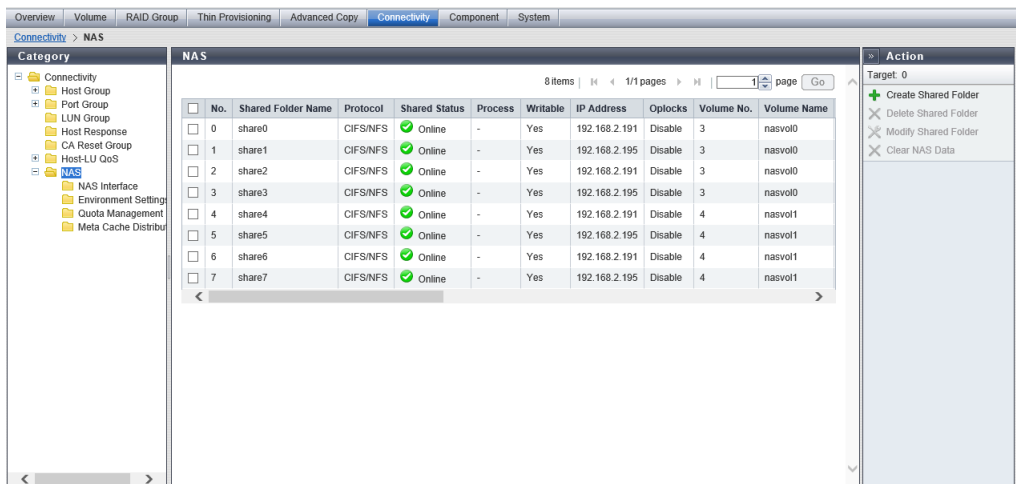 Overview Volume RAID Group Thin Provisioning Advanced Copy Connectivity Component System
Connectivity > NAS
Category
Connectivity
Host Group
Port Group
LUN Group
Host Response
CA Reset Group
Host-LU QoS
NAS
NAS Interface
Environment Settings
Quota Management
Meta Cache Distribut
NAS
8 items | 1/1 pages | 1 page Go
No. Shared Folder Name Protocol Shared Status Process Writable IP Address Oplocks Volume No. Volume Name
0 share0 CIFS/NFS Online - Yes 192.168.2.191 Disable 3 nasvol0
1 share1 CIFS/NFS Online - Yes 192.168.2.195 Disable 3 nasvol0
2 share2 CIFS/NFS Online - Yes 192.168.2.191 Disable 3 nasvol0
3 share3 CIFS/NFS Online - Yes 192.168.2.195 Disable 3 nasvol0
4 share4 CIFS/NFS Online - Yes 192.168.2.191 Disable 4 nasvol1
5 share5 CIFS/NFS Online - Yes 192.168.2.195 Disable 4 nasvol1
6 share6 CIFS/NFS Online - Yes 192.168.2.191 Disable 4 nasvol1
7 share7 CIFS/NFS Online - Yes 192.168.2.195 Disable 4 nasvol1
» Action
Target: 0
Create Shared Folder
Delete Shared Folder
Modify Shared Folder
Clear NAS Data